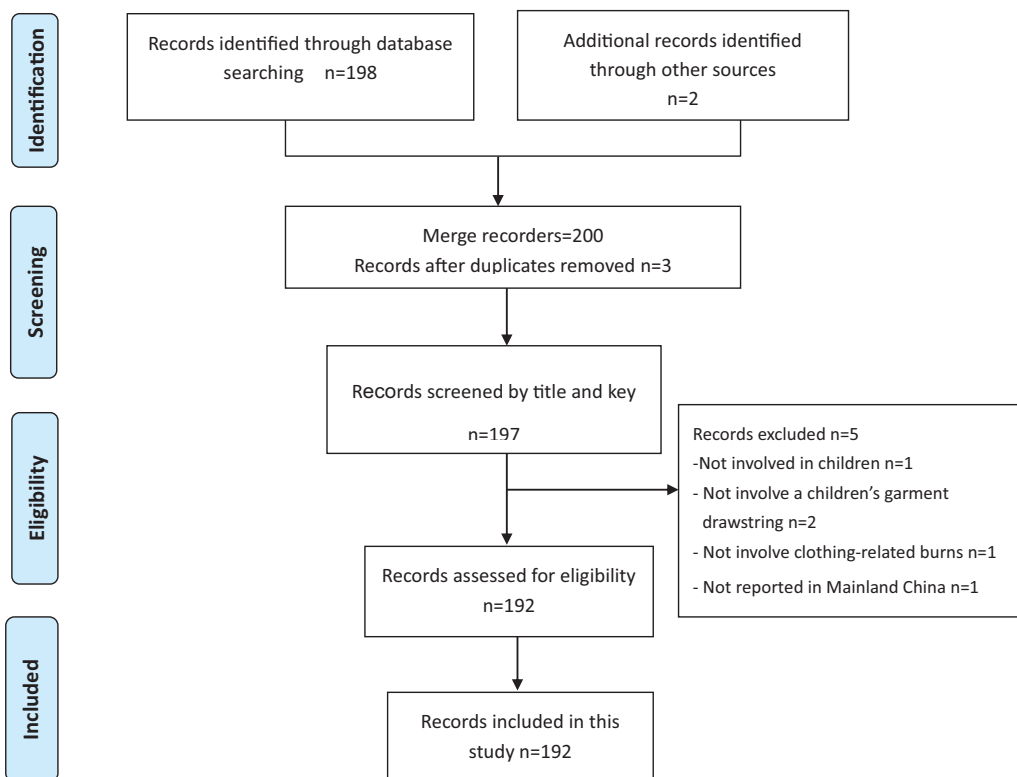 Identification
Records identified through database
searching n=198
Additional records identified
through other sources
n=2
Screening
Merge recorders=200
Records after duplicates removed n=3
Records screened by title and key
n=197
Eligibility
Records excluded n=5
-Not involved in children n=1
- Not involve a children's garment
drawstring n=2
- Not involve clothing-related burns n=1
- Not reported in Mainland China n=1
Records assessed for eligibility
n=192
Included
Records included in this
study n=192